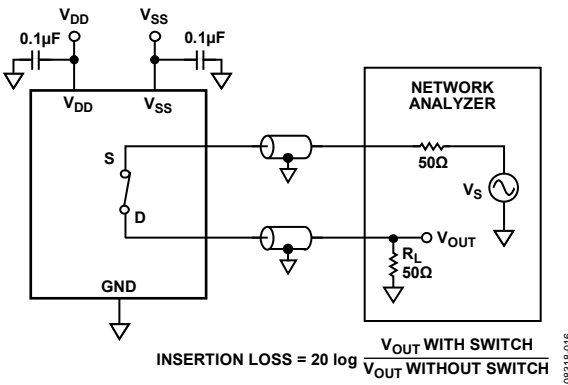 VDD
VSS
0.1µF
0.1µF
VDD
VSS
NETWORK
ANALYZER
S
D
50Ω
VS
VOUT
RL
50Ω
GND
INSERTION LOSS = 20 log VOUT WITH SWITCH
VOUT WITHOUT SWITCH
08318-016